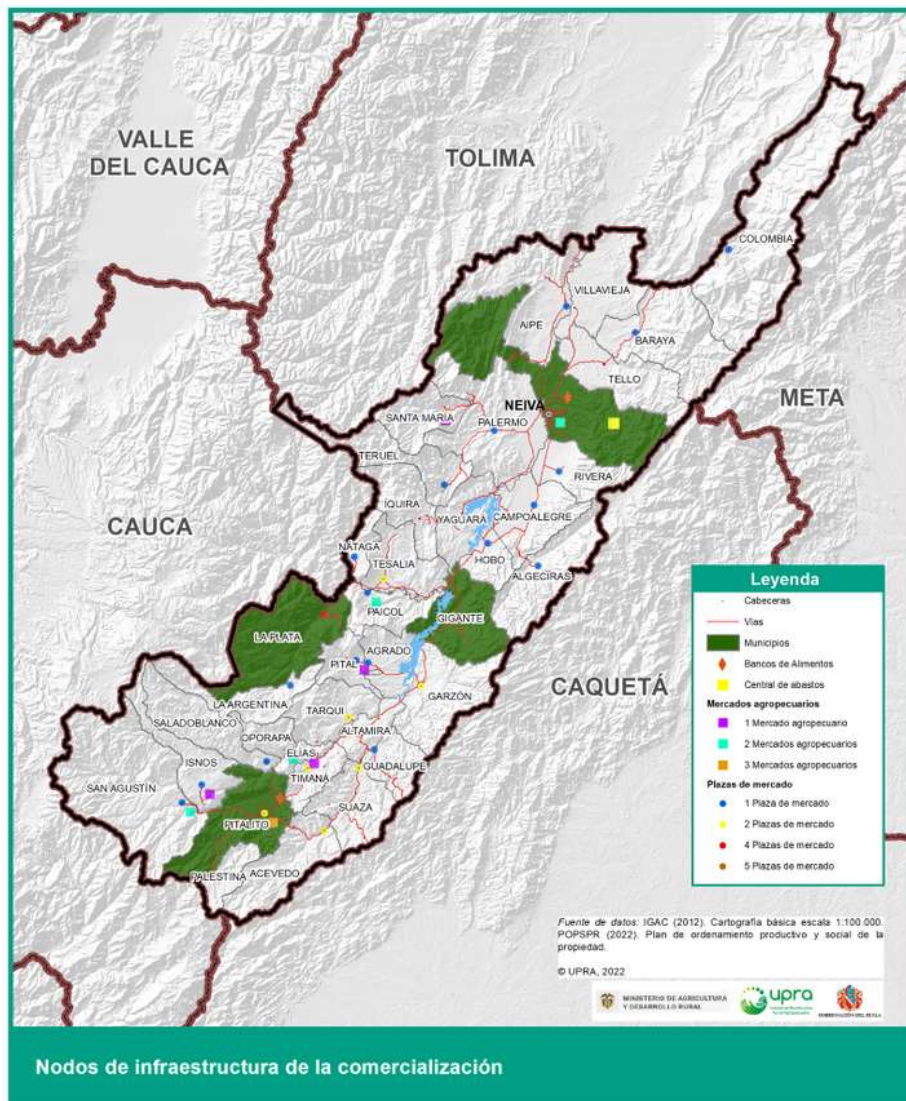 VALLE
DEL CAUCA
TOLIMA
COLOMBIA
VILLAVIEJA
AIPE
BARAYA
TELLO
META
NEIVA
SANTA MARÍA
PALERMO
TERUEL
RIVERA
CAUCA
ÍQUIRA
YAGUARÁ
CAMPOALEGRE
NÁTAGA
HOBO
TESALIA
ALGECIRAS
PAICOL
GIGANTE
LA PLATA
AGRADO
PITAL
CAQUETÁ
GARZÓN
LA ARGENTINA
TARQUI
SALADOBLANCO
ALTAMIRA
OPORAPA
ELÍAS
ISNOS
GUADALUPE
TIMANÁ
SAN AGUSTÍN
SUAZA
PITALITO
PALESTINA
ACEVEDO
Leyenda
Cabeceras
Vías
Municipios
Bancos de Alimentos
Central de abastos
Mercados agropecuarios
1 Mercado agropecuario
2 Mercados agropecuarios
3 Mercados agropecuarios
Plazas de mercado
1 Plaza de mercado
2 Plazas de mercado
4 Plazas de mercado
5 Plazas de mercado
Fuente de datos: IGAC (2012). Cartografía básica escala 1:100.000.
POPSPR (2022). Plan de ordenamiento productivo y social de la
propiedad.
© UPRA, 2022
MINISTERIO DE AGRICULTURA
Y DESARROLLO RURAL
upra
GOBERNACIÓN DEL HUILA
Nodos de infraestructura de la comercialización